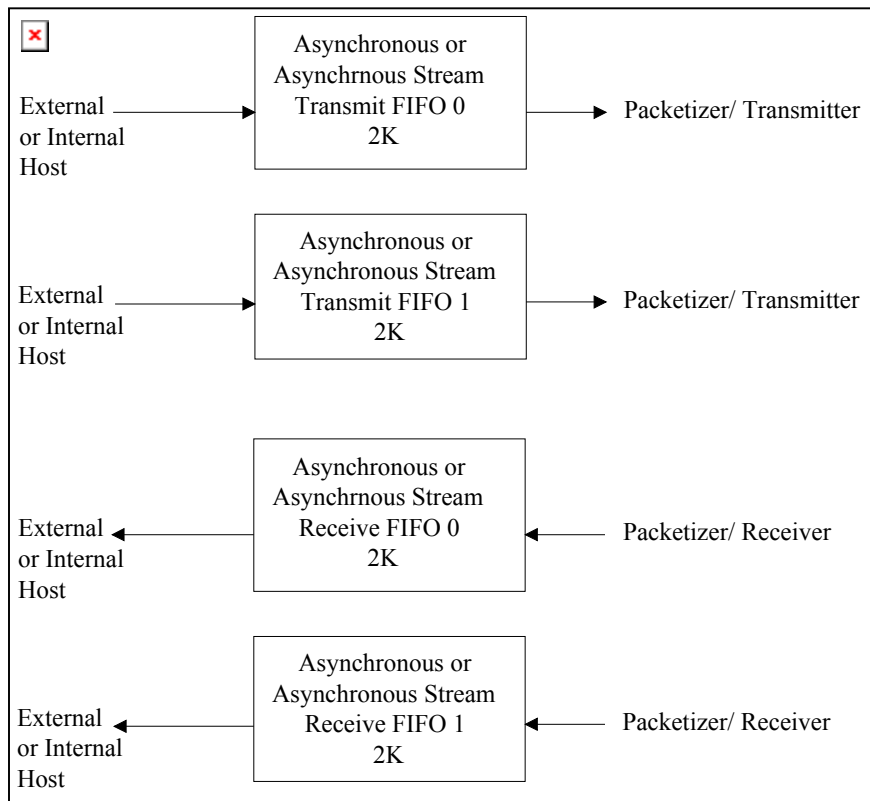 Asynchronous or
Asynchrnous Stream
Transmit FIFO 0
2K
External
or Internal
Host
Packetizer/ Transmitter
Asynchronous or
Asynchronous Stream
Transmit FIFO 1
2K
External
or Internal
Host
Packetizer/ Transmitter
Asynchronous or
Asynchrnous Stream
Receive FIFO 0
2K
External
or Internal
Host
Packetizer/ Receiver
Asynchronous or
Asynchronous Stream
Receive FIFO 1
2K
External
or Internal
Host
Packetizer/ Receiver